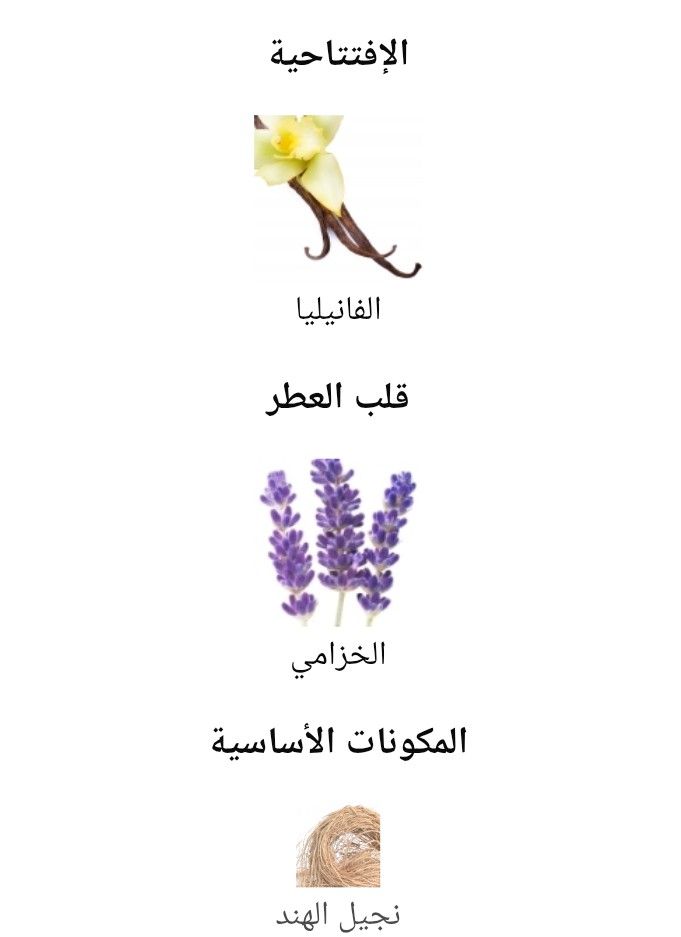 الإفتتاحية
الفانيليا
قلب العطر
الخزامي
المكونات الأساسية
نجيل الهند